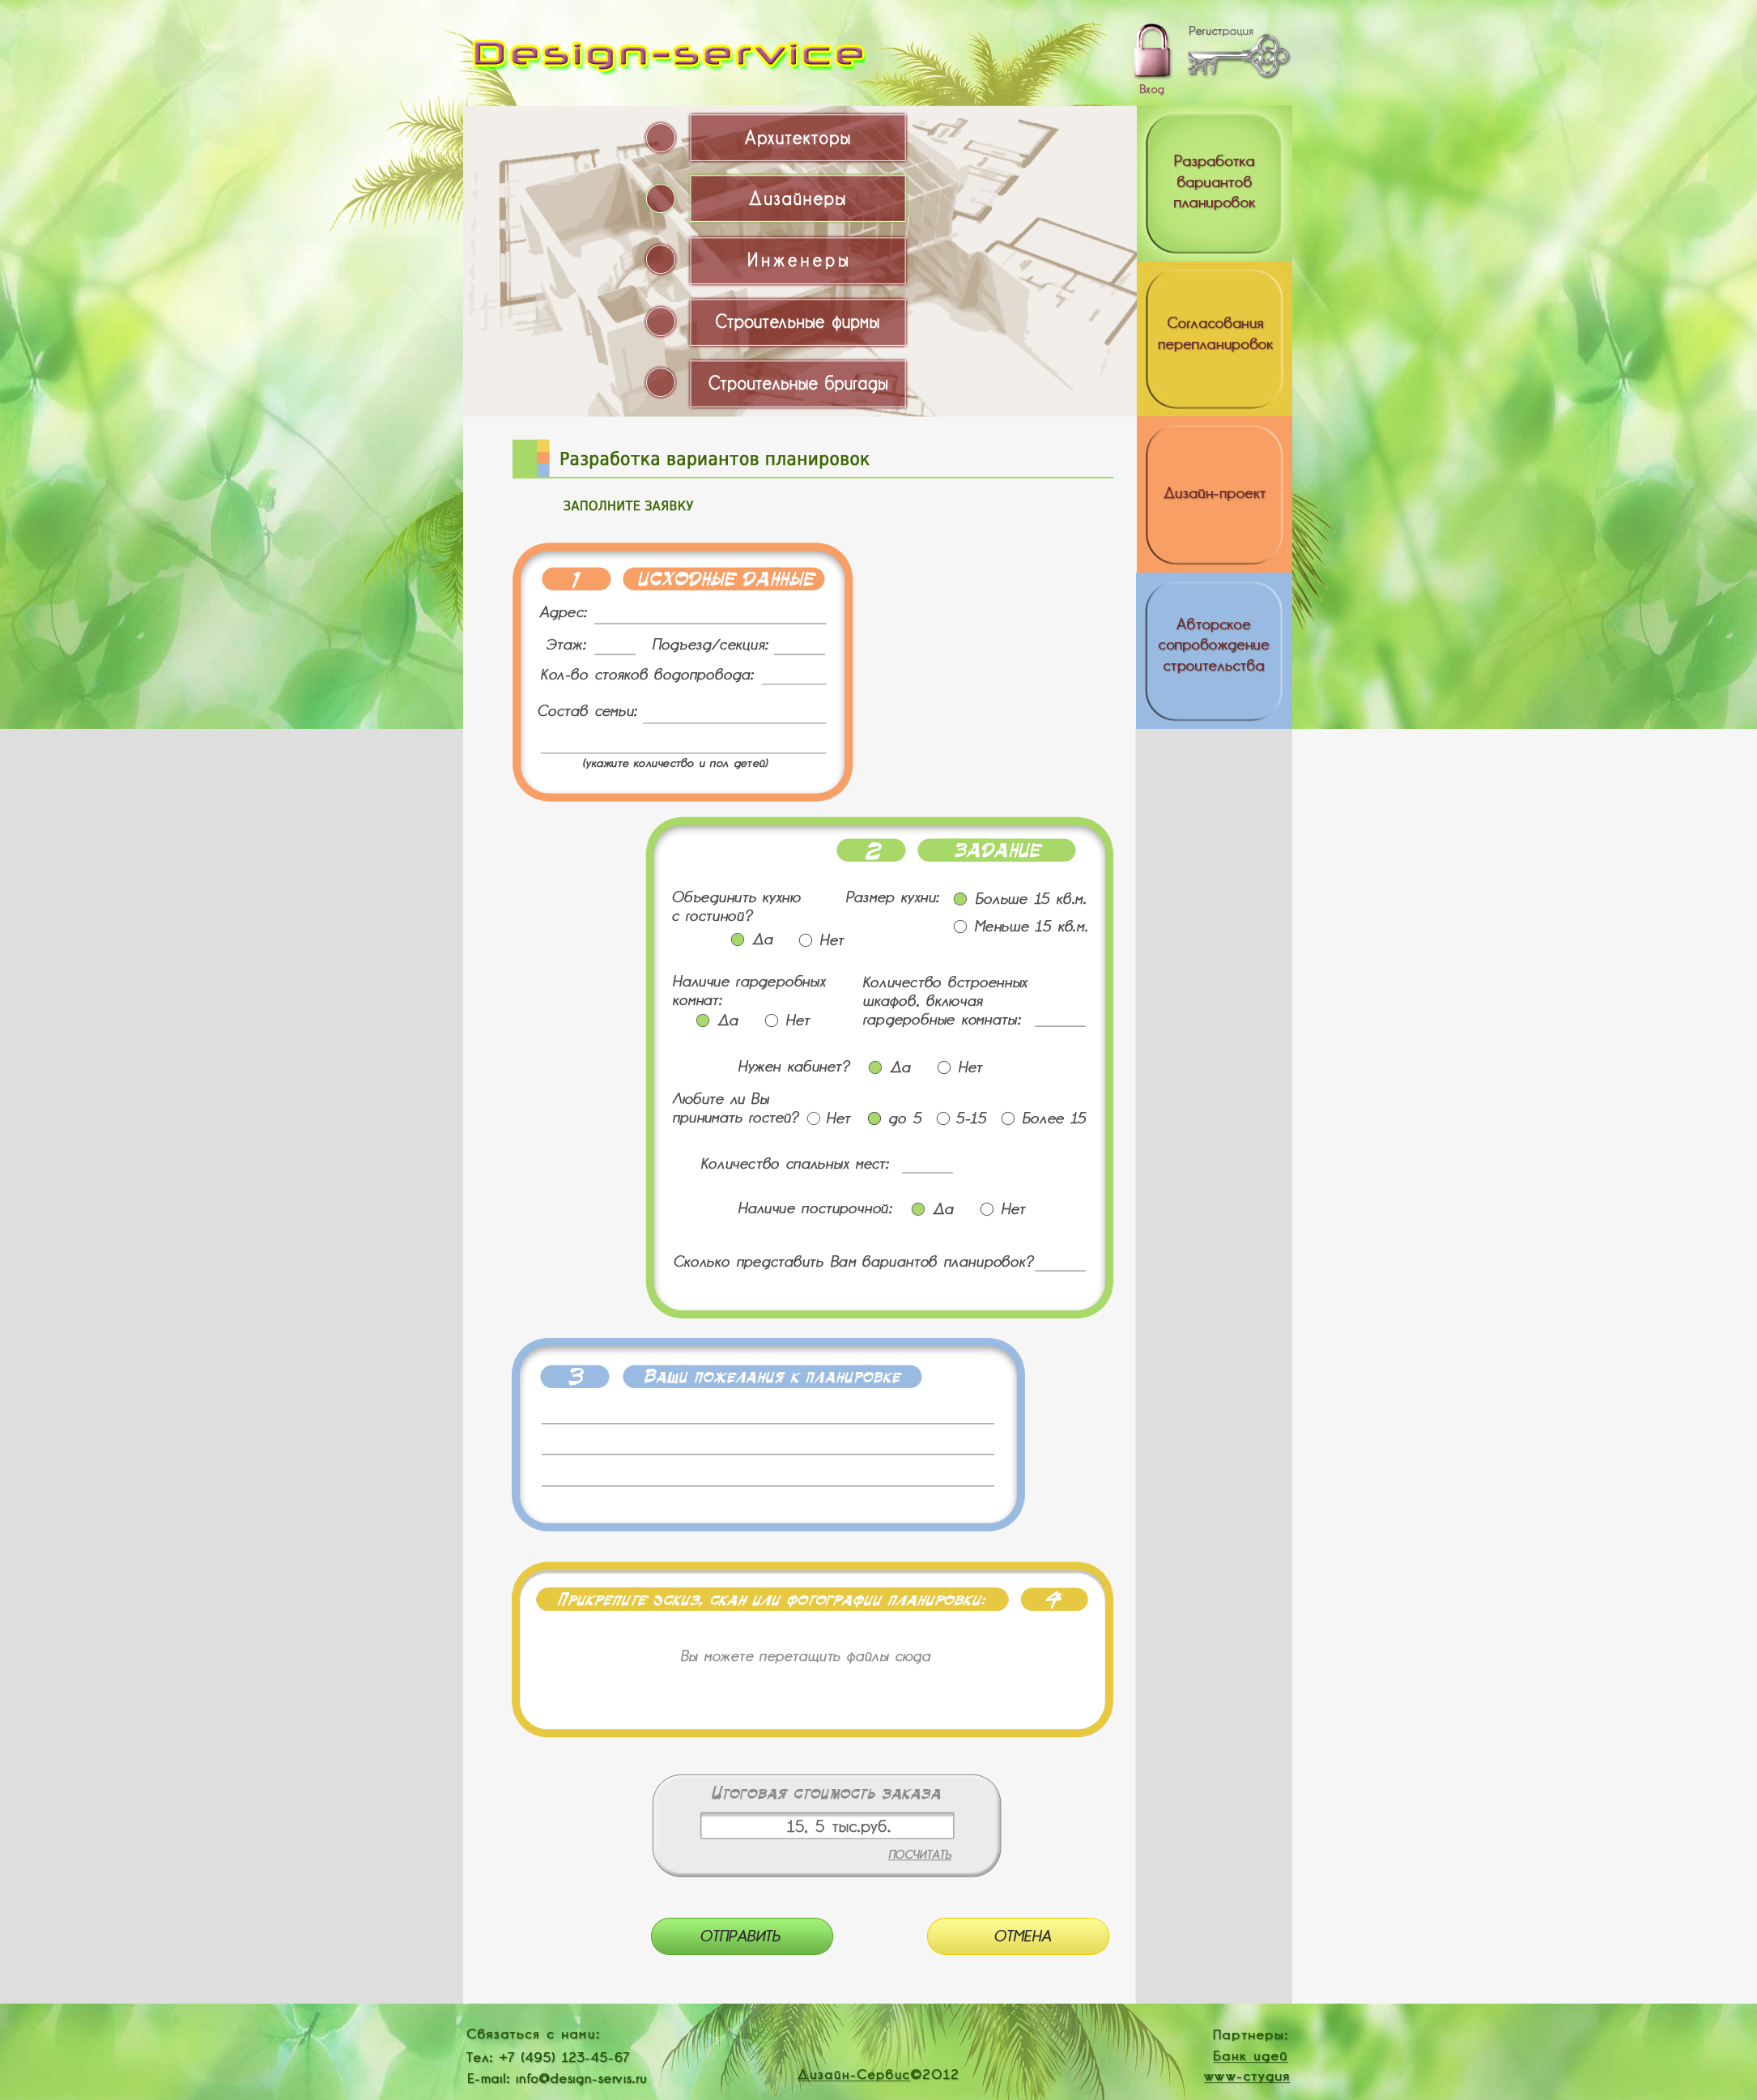 Design-service
Регистрация
Вход
Архитекторы
Дизайнеры
Инженеры
Строительные фирмы
Строительные бригады
Разработка
вариантов
планировок
Согласования
перепланировок
Дизайн-проект
Авторское
сопровождение
строительства
Разработка вариантов планировок
ЗАПОЛНИТЕ ЗАЯВКУ
1 ИСХОДНЫЕ ДАННЫЕ
Адрес:
Этаж: Подъезд/секция:
Кол-во стояков водопровода:
Состав семьи:
(укажите количество и пол детей)
2 ЗАДАНИЕ
Объединить кухню
с гостиной?
Да Нет
Размер кухни: Больше 15 кв.м.
Меньше 15 кв.м.
Наличие гардеробных
комнат:
Да Нет
Количество встроенных
шкафов, включая
гардеробные комнаты:
Нужен кабинет? Да Нет
Любите ли Вы
принимать гостей? Нет до 5 5-15 Более 15
Количество спальных мест:
Наличие постирочной: Да Нет
Сколько представить Вам вариантов планировок?
3 Ваши пожелания к планировке
Прикрепите эскиз, скан или фотографии планировки: 4
Вы можете перетащить файлы сюда
Итоговая стоимость заказа
15, 5 тыс.руб.
ПОСЧИТАТЬ
ОТПРАВИТЬ ОТМЕНА
Связаться с нами:
Тел: +7 (495) 123-45-67
E-mail: info@design-servis.ru
Дизайн-Сервис©2012
Партнеры:
Банк идей
www-студия